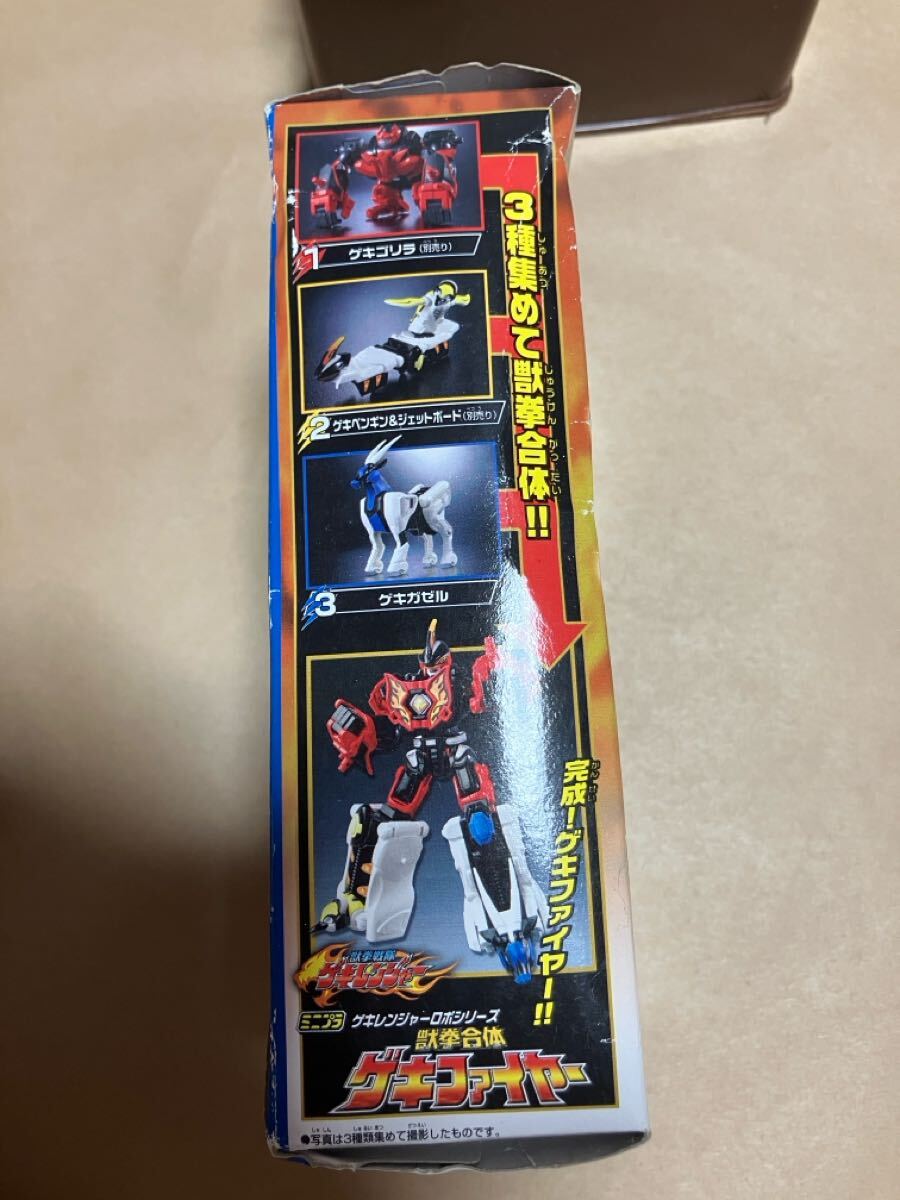 1 ゲキゴリラ(別売り)
2 ゲキペンギン&ジェットボード(別売り)
3 ゲキガゼル
3種集めて獣拳合体!!
完成!ゲキファイヤー!!
獣拳戦隊
ゲキレンジャー
ミニプラ ゲキレンジャーロボシリーズ
獣拳合体
ゲキファイヤー
●写真は3種類集めて撮影したものです。